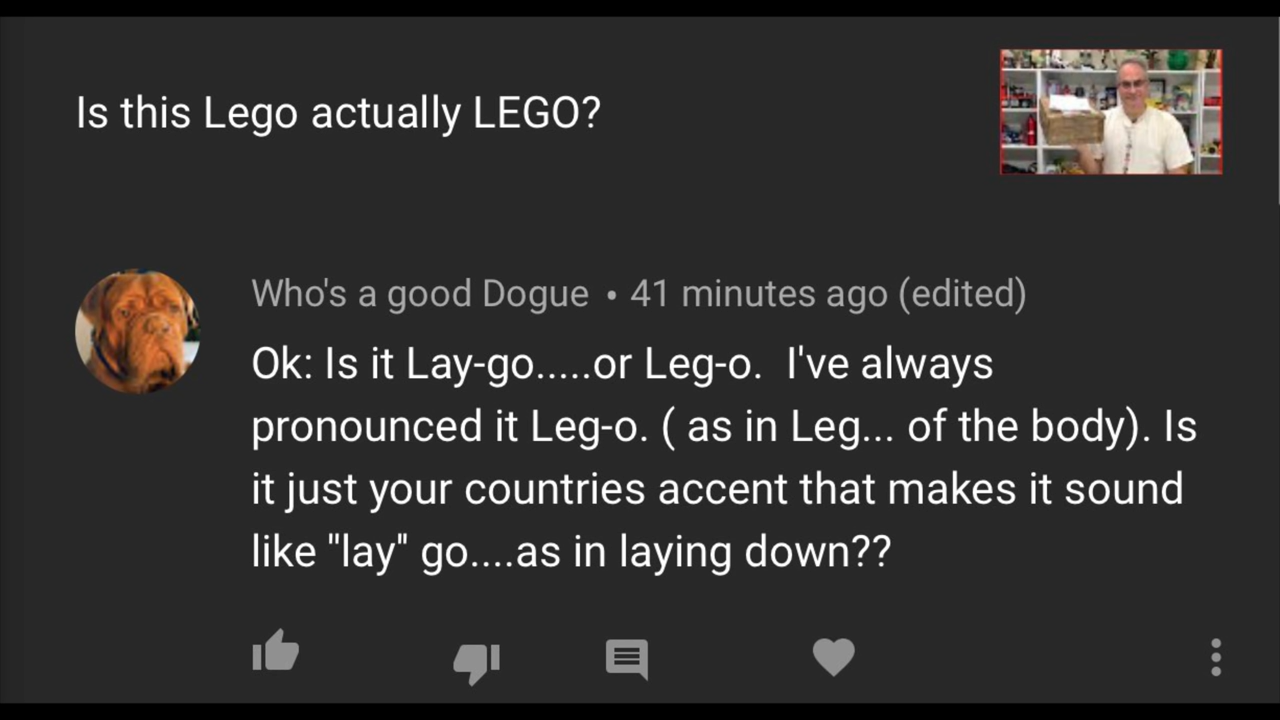 Is this Lego actually LEGO?
Who's a good Dogue • 41 minutes ago (edited)
Ok: Is it Lay-go.....or Leg-o.  I've always
pronounced it Leg-o. ( as in Leg... of the body). Is
it just your countries accent that makes it sound
like "lay" go....as in laying down??